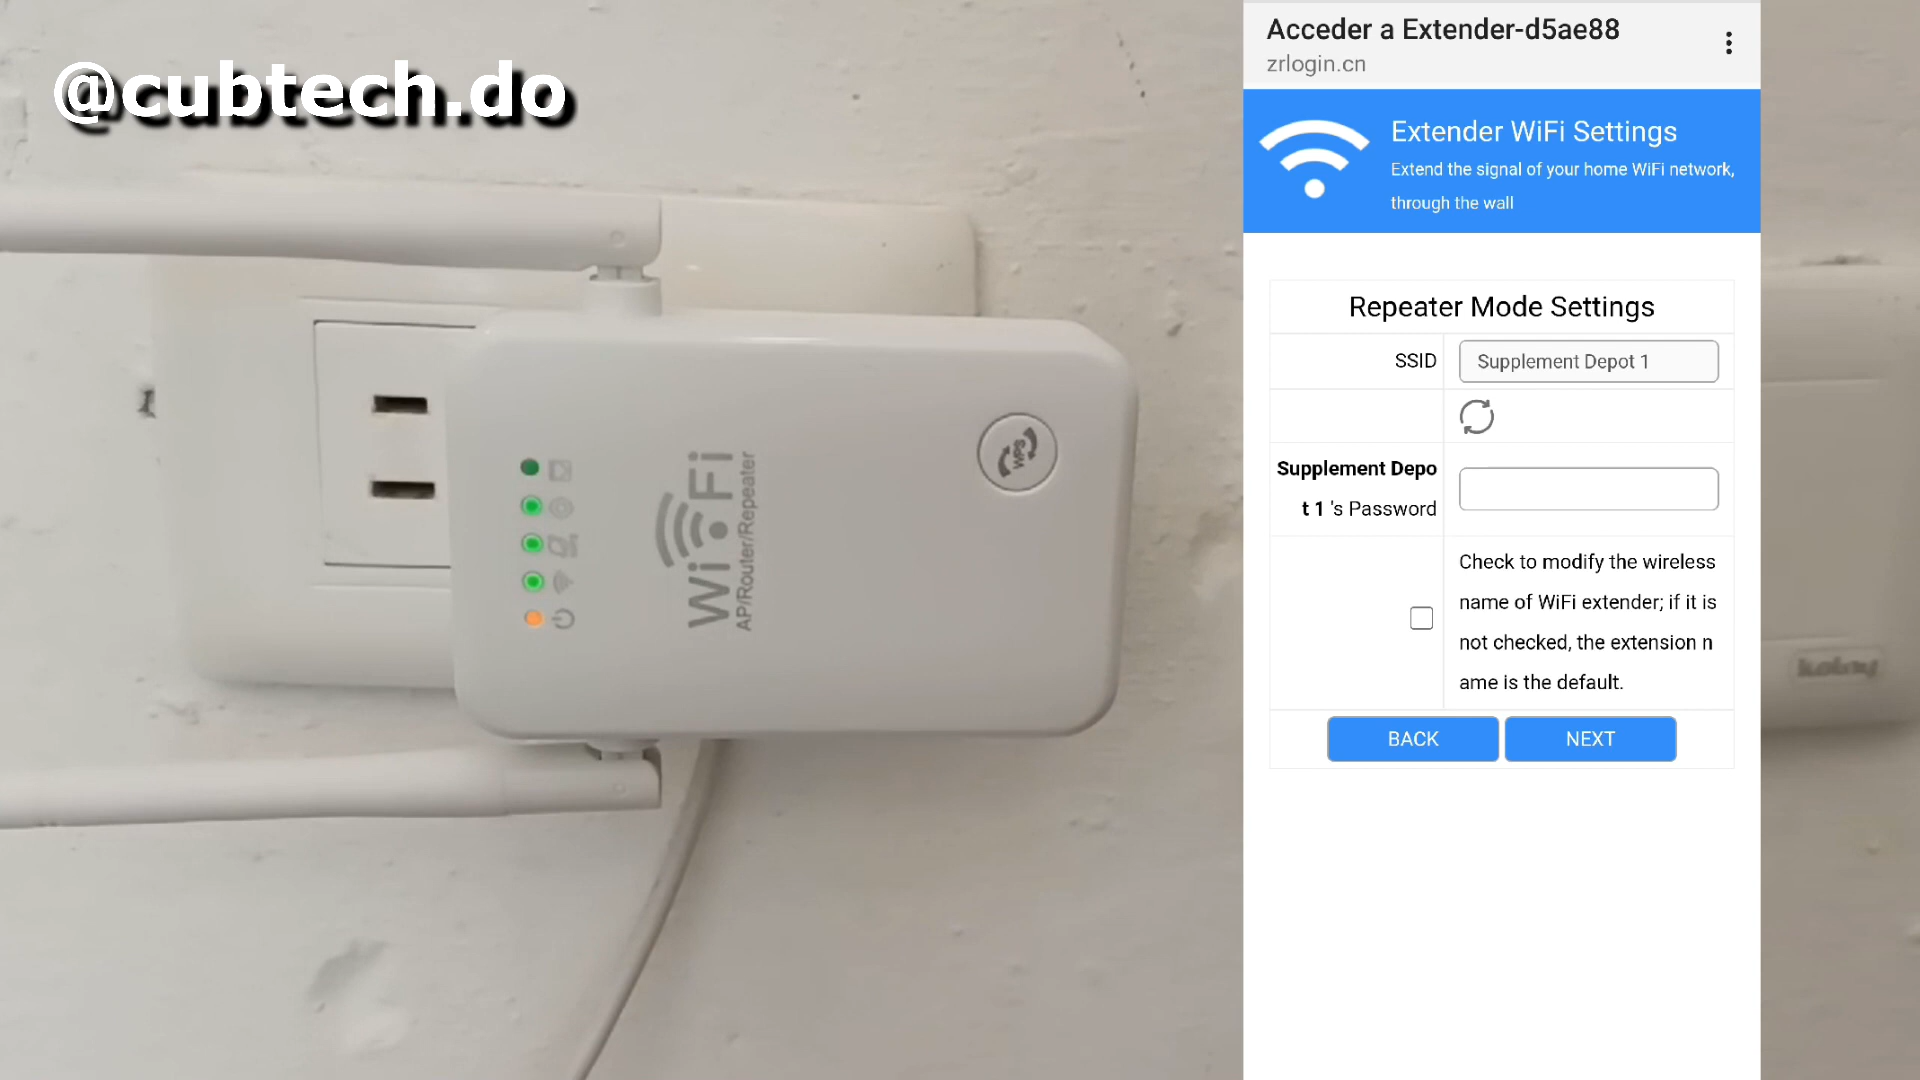 @cubtech.do
WPS
WiFi
AP/Router/Repeater
Acceder a Extender-d5ae88
zrlogin.cn
Extender WiFi Settings
Extend the signal of your home WiFi network,
through the wall
Repeater Mode Settings
SSID
Supplement Depot 1
Supplement Depo
t 1 's Password
Check to modify the wireless
name of WiFi extender; if it is
not checked, the extension n
ame is the default.
BACK
NEXT